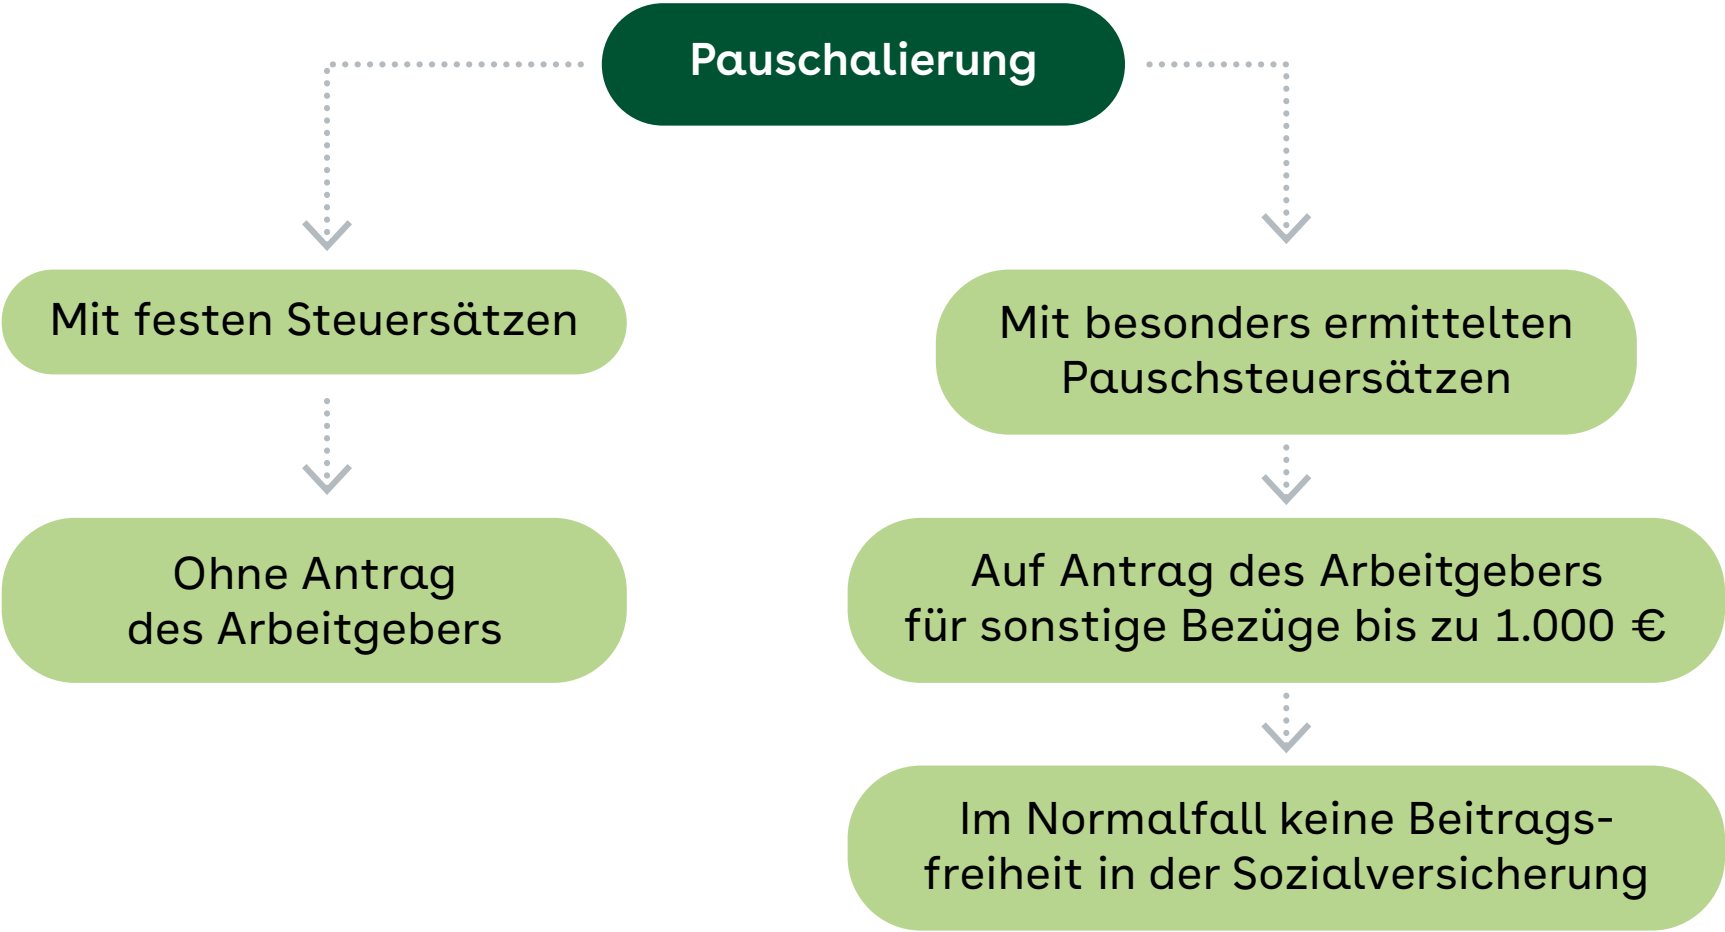 Pauschalierung
Mit festen Steuersätzen
Ohne Antrag
des Arbeitgebers
Mit besonders ermittelten
Pauschsteuersätzen
Auf Antrag des Arbeitgebers
für sonstige Bezüge bis zu 1.000 €
Im Normalfall keine Beitrags-
freiheit in der Sozialversicherung